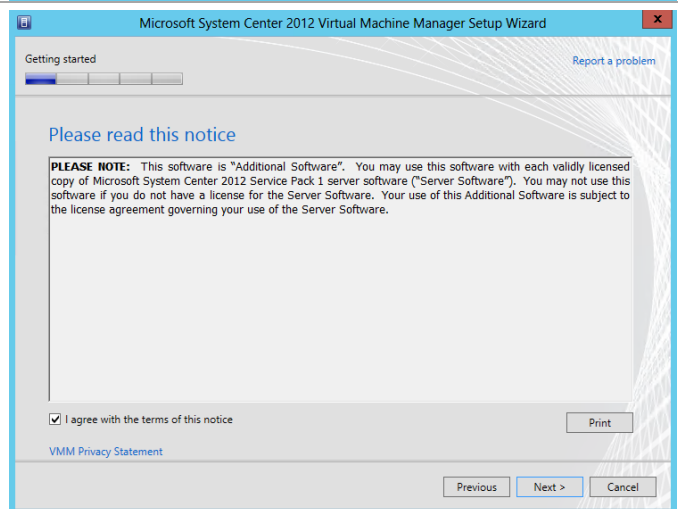 Microsoft System Center 2012 Virtual Machine Manager Setup Wizard
x
Getting started
Report a problem
Please read this notice
PLEASE NOTE: This software is "Additional Software". You may use this software with each validly licensed
copy of Microsoft System Center 2012 Service Pack 1 server software ("Server Software"). You may not use this
software if you do not have a license for the Server Software. Your use of this Additional Software is subject to
the license agreement governing your use of the Server Software.
I agree with the terms of this notice
Print
VMM Privacy Statement
Previous
Next >
Cancel